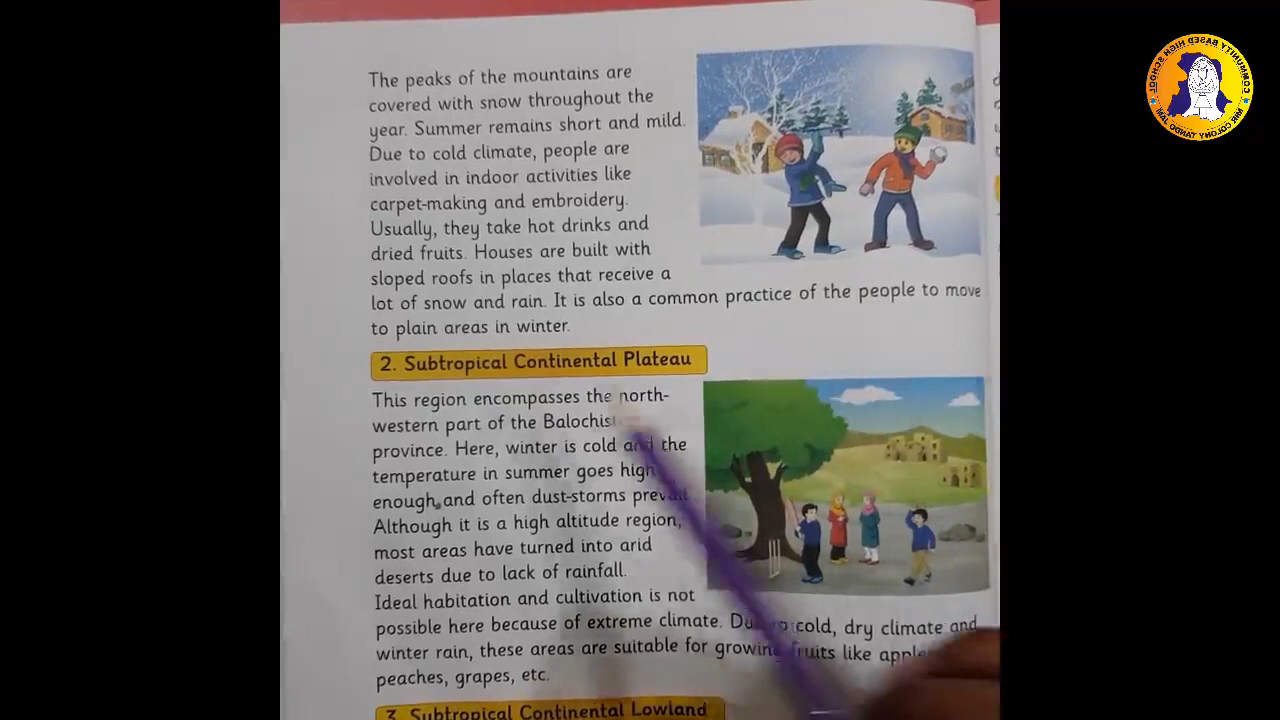 The peaks of the mountains are
covered with snow throughout the
year. Summer remains short and mild.
Due to cold climate, people are
involved in indoor activities like
carpet-making and embroidery.
Usually, they take hot drinks and
dried fruits. Houses are built with
sloped roofs in places that receive a
lot of snow and rain. It is also a common practice of the people to move
to plain areas in winter.
2. Subtropical Continental Plateau
This region encompasses the north-
western part of the
province. Here, winter is cold and the
temperature in summer goes high
enough and often dust-storms prevail
Although it is a high altitude region,
most areas have turned into arid
deserts due to lack of rainfall.
Ideal habitation and cultivation is not
possible here because of extreme climate. Due to cold, dry climate and
winter rain, these areas are suitable for growing fruits like
peaches, grapes, etc.
3. Subtropical Continental Lowland
COMMUNITY BASED HIGH SCHOOL
MIR COLONY TANDO JAM